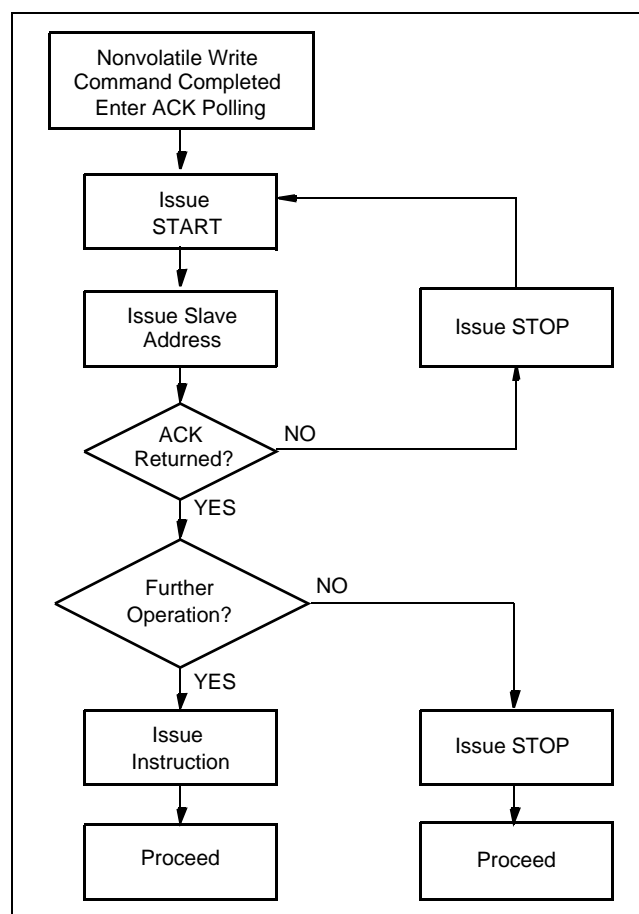 Nonvolatile Write
Command Completed
Enter ACK Polling
Issue
START
Issue Slave
Address
Issue STOP
ACK
Returned?
NO
YES
Further
Operation?
NO
YES
Issue
Instruction
Issue STOP
Proceed
Proceed